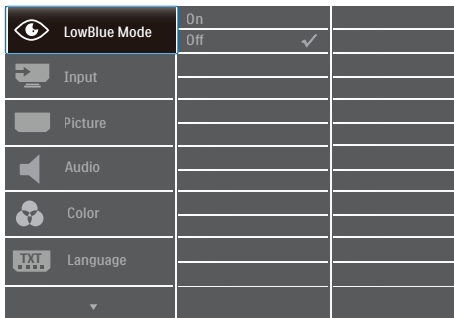 LowBlue Mode
On
Off
Input
Picture
Audio
Color
TXT
Language